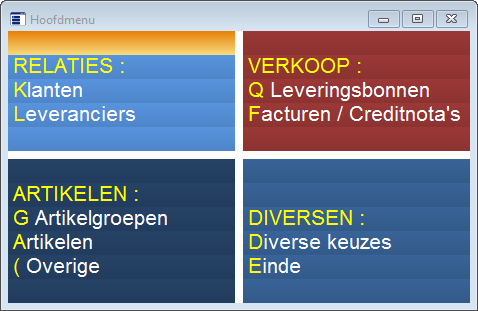 Hoofdmenu
RELATIES :
Klanten
Leveranciers
VERKOOP :
Q Leveringsbonnen
Facturen / Creditnota's
ARTIKELEN :
G Artikelgroepen
Artikelen
( Overige
DIVERSEN :
Diverse keuzes
Einde